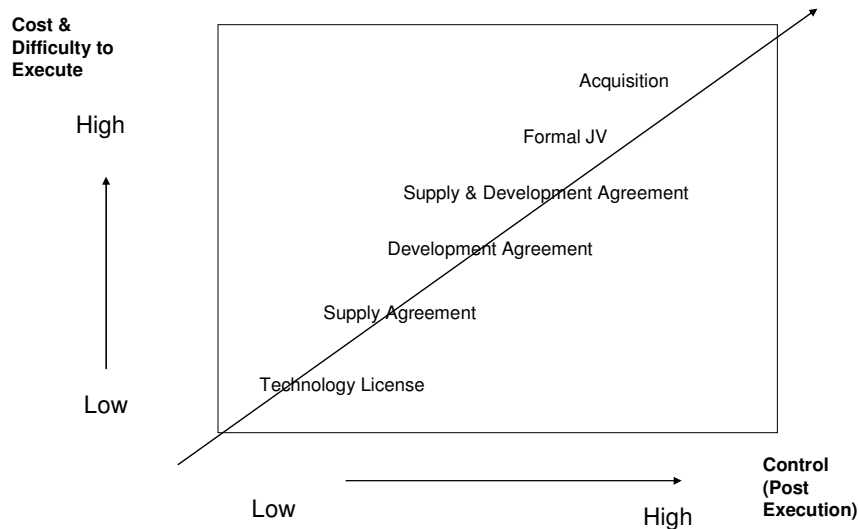 Cost &
Difficulty to
Execute
High
Low
Acquisition
Formal JV
Supply & Development Agreement
Development Agreement
Supply Agreement
Technology License
Low
High
Control
(Post
Execution)